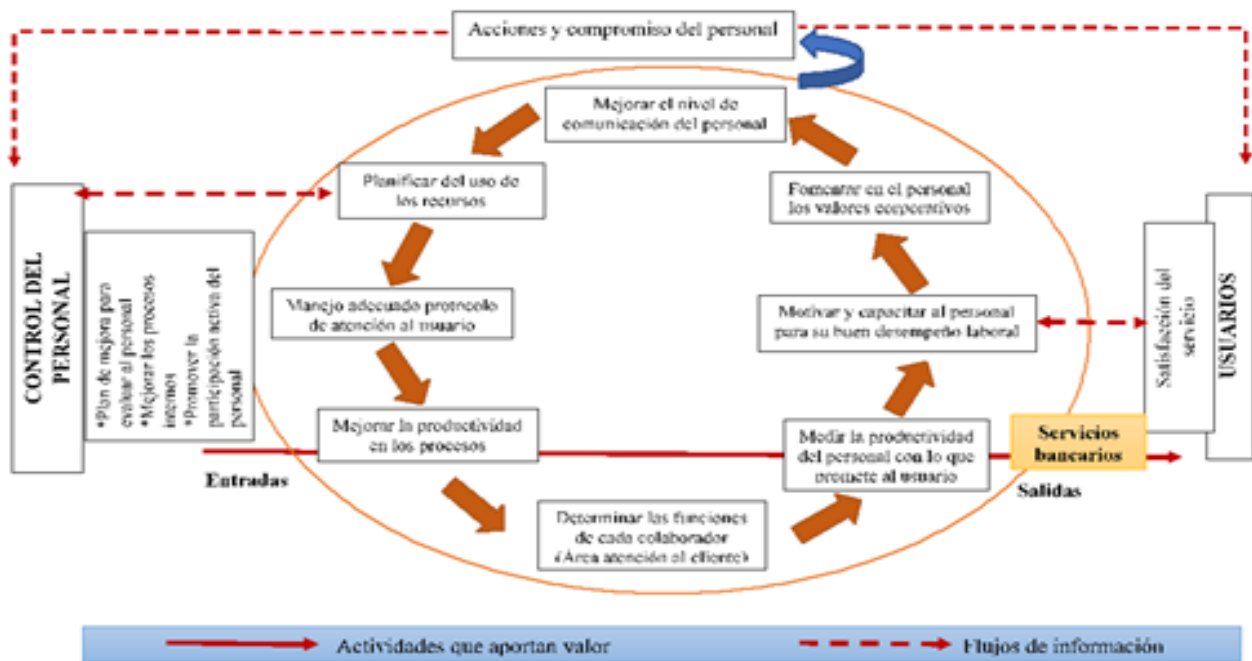 Acciones y compromiso del personal
Mejorar el nivel de
comunicación del personal
Planificar del uso de
los recursos
Fomentar en el personal
los valores corporativos
CONTROL DEL
PERSONAL
•Plan de mejora para
evaluar al personal
•Mejorar los procesos
internos
•Promover la
participación activa del
personal
Manejo adecuado protocolo
de atención al usuario
Motivar y capacitar al personal
para su buen desempeño laboral
Satisfacción del
servicio
USUARIOS
Mejorar la productividad
en los procesos
Medir la productividad
del personal con lo que
promete al usuario
Servicios
bancarios
Entradas
Salidas
Determinar las funciones
de cada colaborador
(Área atención al cliente)
Actividades que aportan valor
Flujos de información